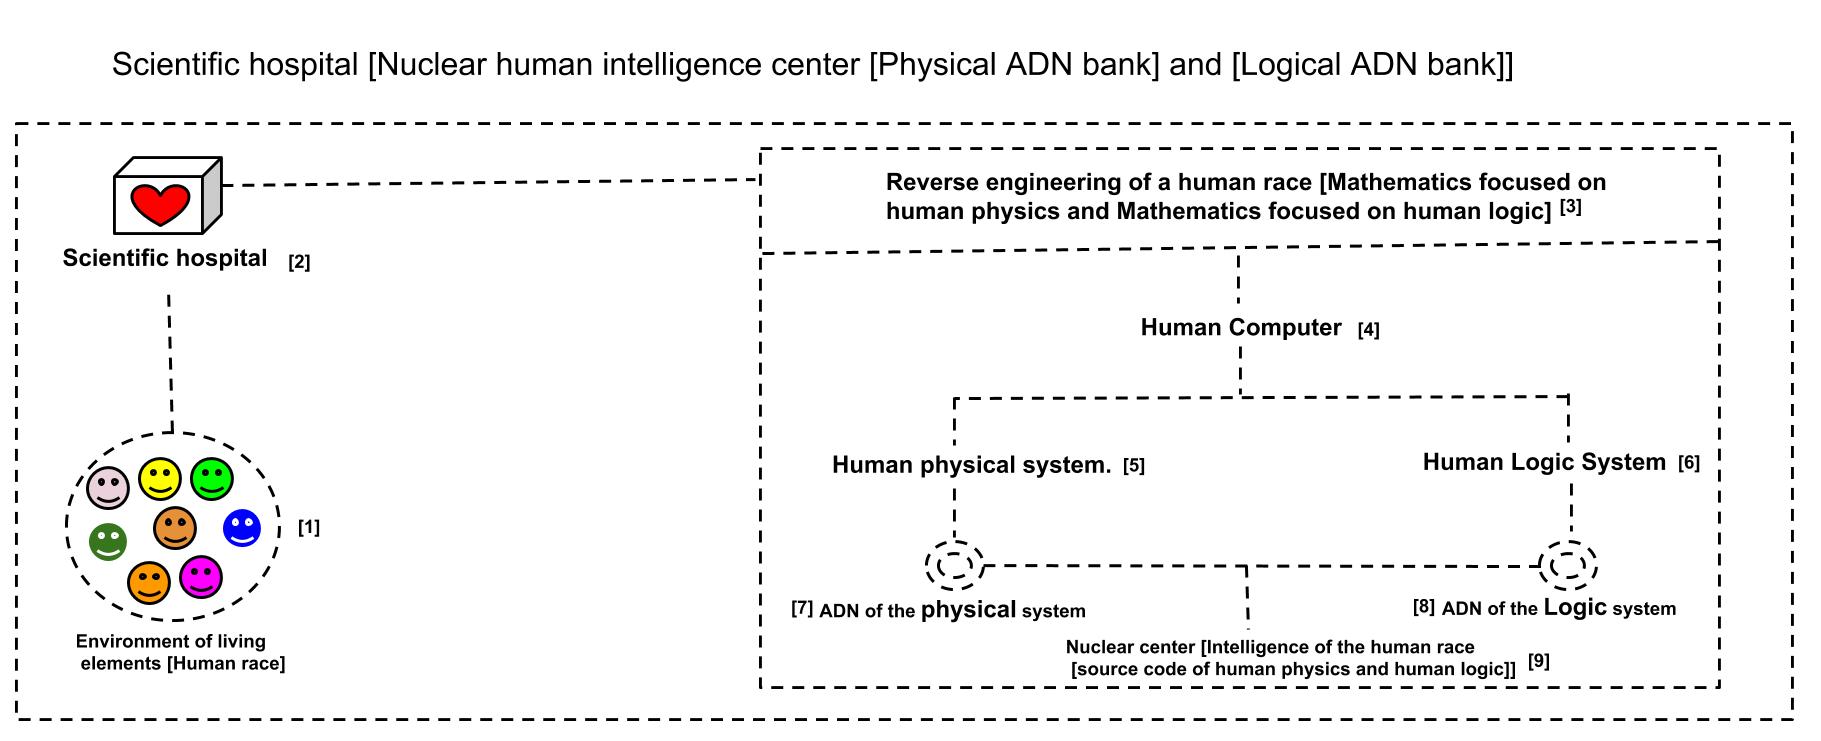 Scientific hospital [Nuclear human intelligence center [Physical ADN bank] and [Logical ADN bank]]
Scientific hospital [2]
Reverse engineering of a human race [Mathematics focused on
human physics and Mathematics focused on human logic] [3]
Human Computer [4]
Human physical system. [5]
Human Logic System [6]
[1]
[7] ADN of the physical system
[8] ADN of the Logic system
Environment of living
elements [Human race]
Nuclear center [Intelligence of the human race
[source code of human physics and human logic]] [9]